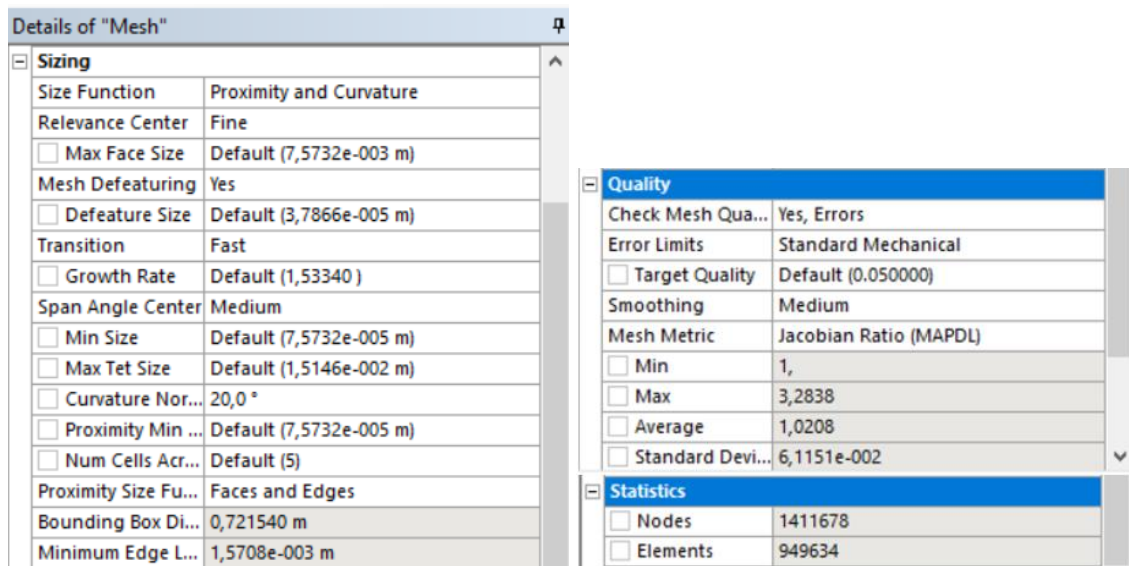 Details of "Mesh"
Sizing
Size Function Proximity and Curvature
Relevance Center Fine
Max Face Size Default (7,5732e-003 m)
Mesh Defeaturing Yes
Defeature Size Default (3,7866e-005 m)
Transition Fast
Growth Rate Default (1,53340 )
Span Angle Center Medium
Min Size Default (7,5732e-005 m)
Max Tet Size Default (1,5146e-002 m)
Curvature Nor... 20,0 °
Proximity Min ... Default (7,5732e-005 m)
Num Cells Acr... Default (5)
Proximity Size Fu... Faces and Edges
Bounding Box Di... 0,721540 m
Minimum Edge L... 1,5708e-003 m
Quality
Check Mesh Qua... Yes, Errors
Error Limits Standard Mechanical
Target Quality Default (0.050000)
Smoothing Medium
Mesh Metric Jacobian Ratio (MAPDL)
Min 1,
Max 3,2838
Average 1,0208
Standard Devi... 6,1151e-002
Statistics
Nodes 1411678
Elements 949634